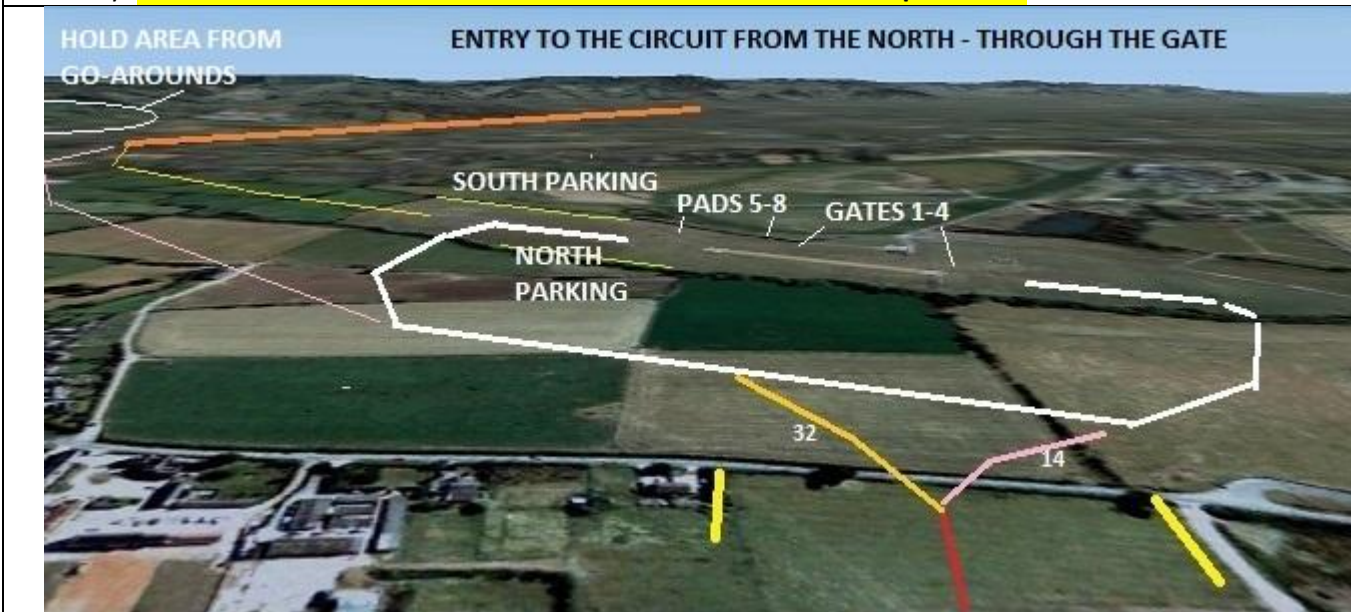 HOLD AREA FROM
GO-AROUNDS
ENTRY TO THE CIRCUIT FROM THE NORTH - THROUGH THE GATE
SOUTH PARKING
PADS 5-8
GATES 1-4
NORTH
PARKING
32
14